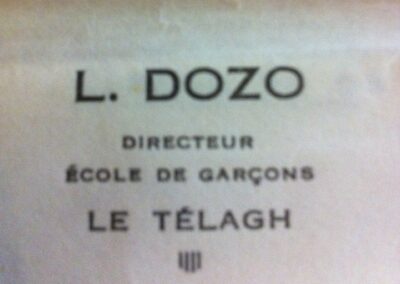 L. DOZO
DIRECTEUR
ÉCOLE DE GARÇONS
LE TÉLAGH